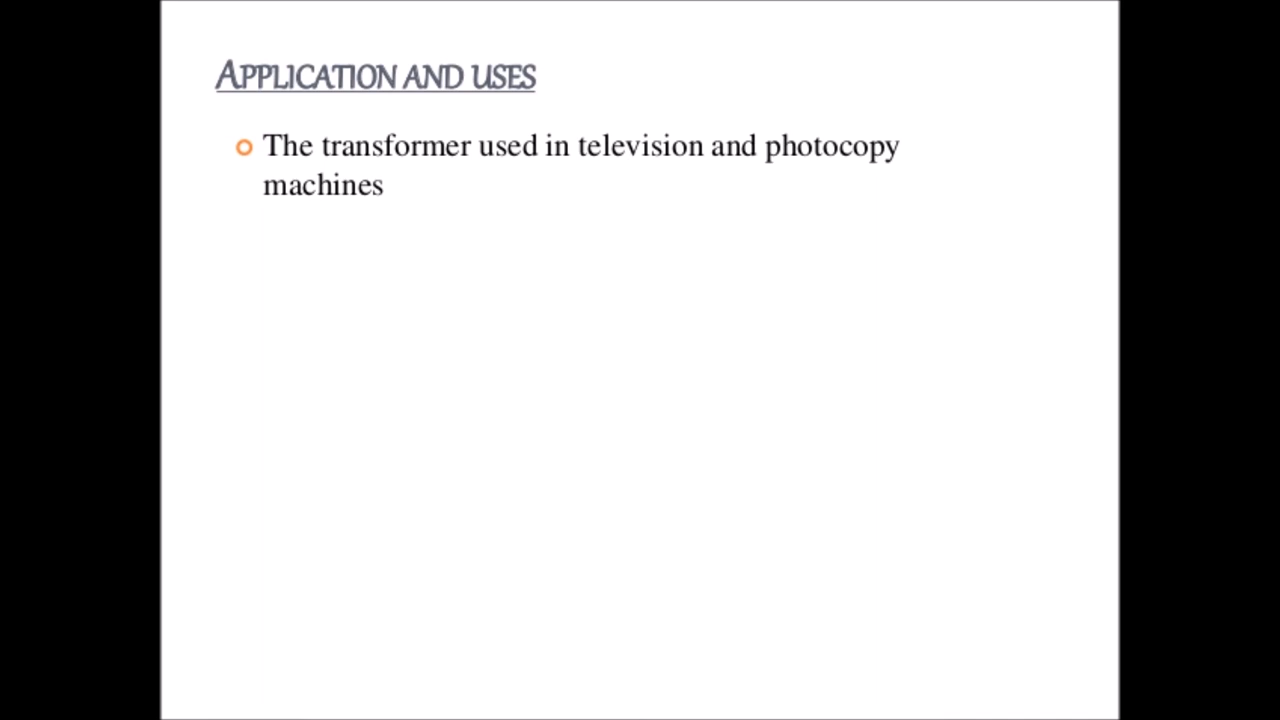 APPLICATION AND USES
The transformer used in television and photocopy
machines